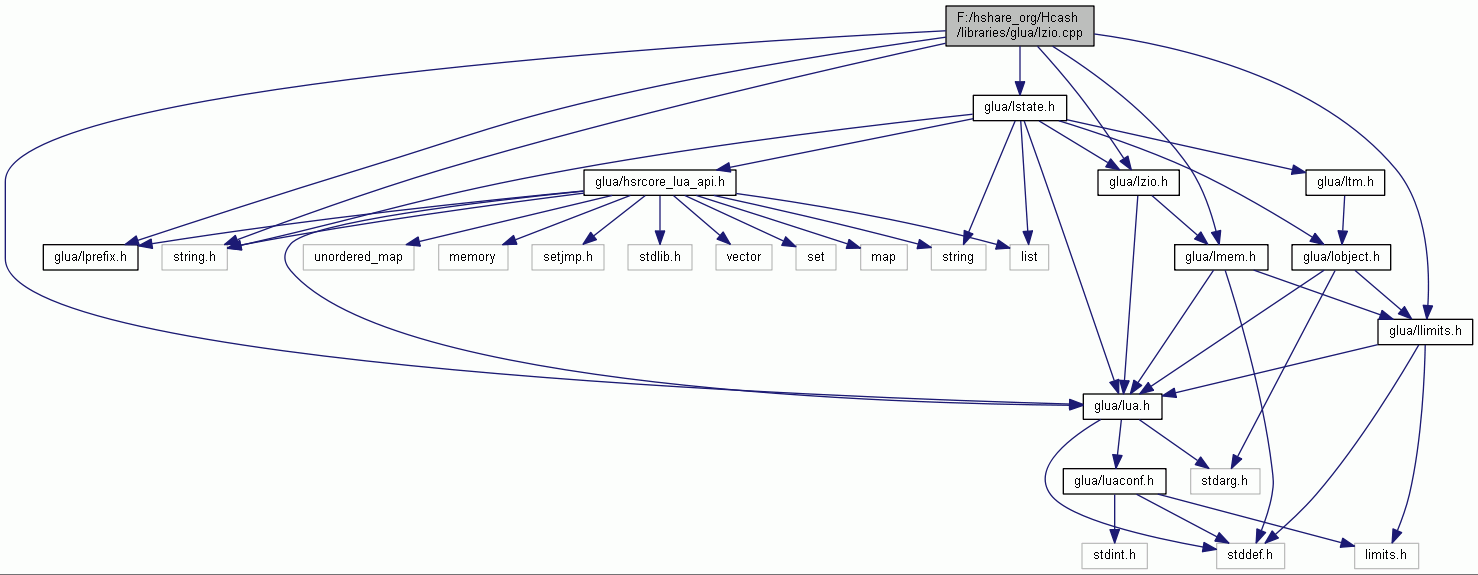 F:/hshare_org/Hcash
/libraries/glua/lzio.cpp
glua/lstate.h
glua/hsrcore_lua_api.h
glua/lzio.h
glua/ltm.h
glua/lprefix.h
string.h
unordered_map
memory
setjmp.h
stdlib.h
vector
set
map
string
list
glua/lmem.h
glua/lobject.h
glua/llimits.h
glua/lua.h
glua/luaconf.h
stdarg.h
stdint.h
stddef.h
limits.h